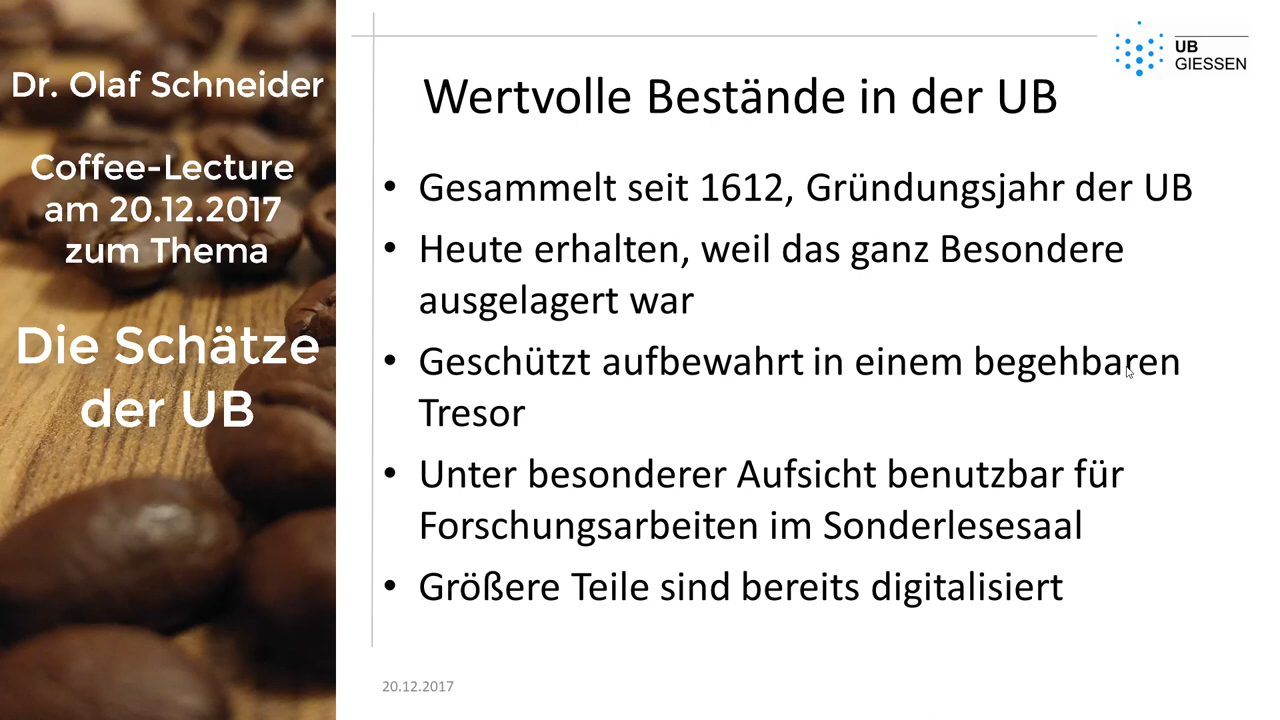 Dr. Olaf Schneider
Coffee-Lecture
am 20.12.2017
zum Thema
Die Schätze
der UB
UB
GIESSEN
Wertvolle Bestände in der UB
• Gesammelt seit 1612, Gründungsjahr der UB
• Heute erhalten, weil das ganz Besondere
ausgelagert war
• Geschützt aufbewahrt in einem begehbaren
Tresor
• Unter besonderer Aufsicht benutzbar für
Forschungsarbeiten im Sonderlesesaal
• Größere Teile sind bereits digitalisiert
20.12.2017